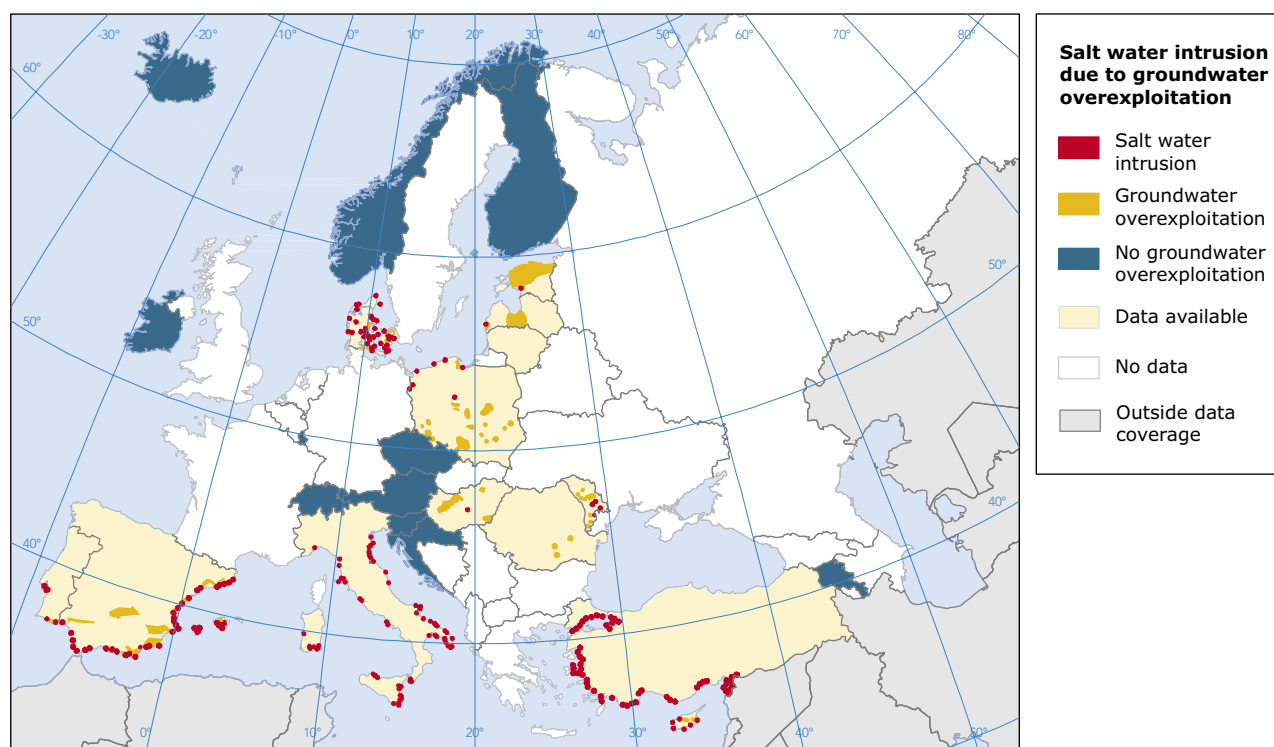 -30°
-20°
-10°
0°
10°
20°
30°
40°
50°
60°
70°
80°
60°
50°
50°
40°
40°
0°
10°
20°
30°
40°
50°
Salt water intrusion
due to groundwater
overexploitation
Salt water
intrusion
Groundwater
overexploitation
No groundwater
overexploitation
Data available
No data
Outside data
coverage